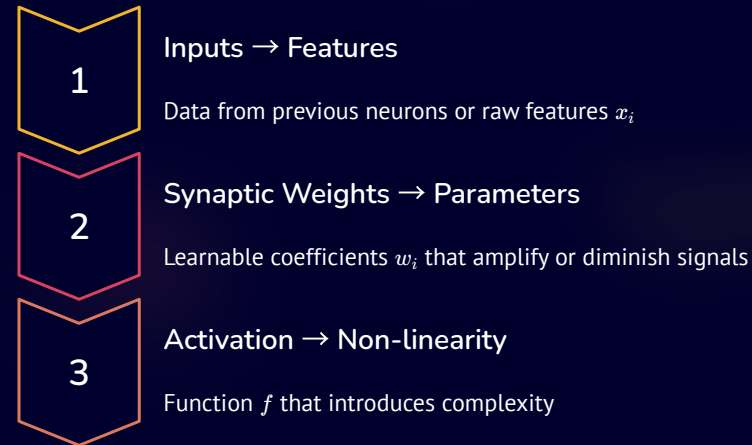 1
Inputs → Features
Data from previous neurons or raw features xᵢ
2
Synaptic Weights → Parameters
Learnable coefficients wᵢ that amplify or diminish signals
3
Activation → Non-linearity
Function f that introduces complexity